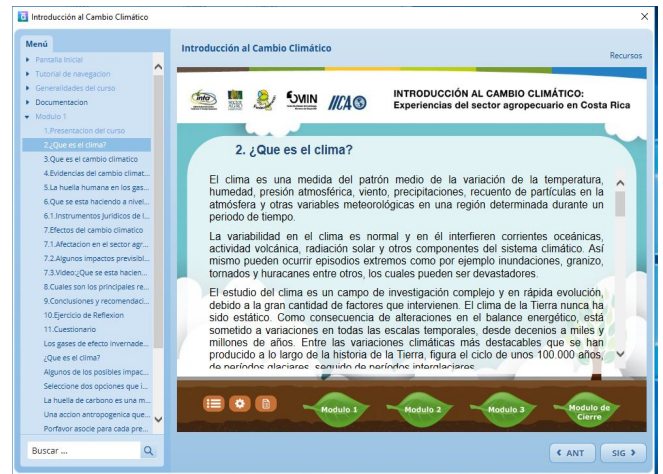 Introducción al Cambio Climático
Menú
Pantalla Inicial
Tutorial de navegacion
Generalidades del curso
Documentacion
Modulo 1
1.Presentacion del curso
2.¿Que es el clima?
3.Que es el cambio climatico
4.Evidencias del cambio climat...
5.La huella humana en los gas...
6.Que se esta haciendo a nivel...
6.1.Instrumentos Juridicos de l...
7.Efectos del cambio climatico
7.1.Afectacion en el sector agr...
7.2.Algunos impactos previsibl...
7.3.Video:¿Que se esta hacien...
8.Cuales son los principales re...
9.Conclusiones y recomendaci...
10.Ejercicio de Reflexion
11.Cuestionario
Los gases de efecto invernade...
¿Que es el clima?
Algunos de los posibles impac...
Seleccione dos opciones que i...
La huella de carbono es una m...
Una accion antropogenica que...
Porfavor asocie para cada pre...
Buscar ...
Introducción al Cambio Climático
Recursos
inta
FOMIN
IICA
INTRODUCCIÓN AL CAMBIO CLIMÁTICO:
Experiencias del sector agropecuario en Costa Rica
2. ¿Que es el clima?
El clima es una medida del patrón medio de la variación de la temperatura,
humedad, presión atmosférica, viento, precipitaciones, recuento de partículas en la
atmósfera y otras variables meteorológicas en una región determinada durante un
periodo de tiempo.
La variabilidad en el clima es normal y en él interfieren corrientes oceánicas,
actividad volcánica, radiación solar y otros componentes del sistema climático. Así
mismo pueden ocurrir episodios extremos como por ejemplo inundaciones, granizo,
tornados y huracanes entre otros, los cuales pueden ser devastadores.
El estudio del clima es un campo de investigación complejo y en rápida evolución,
debido a la gran cantidad de factores que intervienen. El clima de la Tierra nunca ha
sido estático. Como consecuencia de alteraciones en el balance energético, está
sometido a variaciones en todas las escalas temporales, desde decenios a miles y
millones de años. Entre las variaciones climáticas más destacables que se han
producido a lo largo de la historia de la Tierra, figura el ciclo de unos 100.000 años,
de períodos glaciares, seguido de períodos interglaciares
Modulo 1
Modulo 2
Modulo 3
Modulo de
Cierre
ANT
SIG